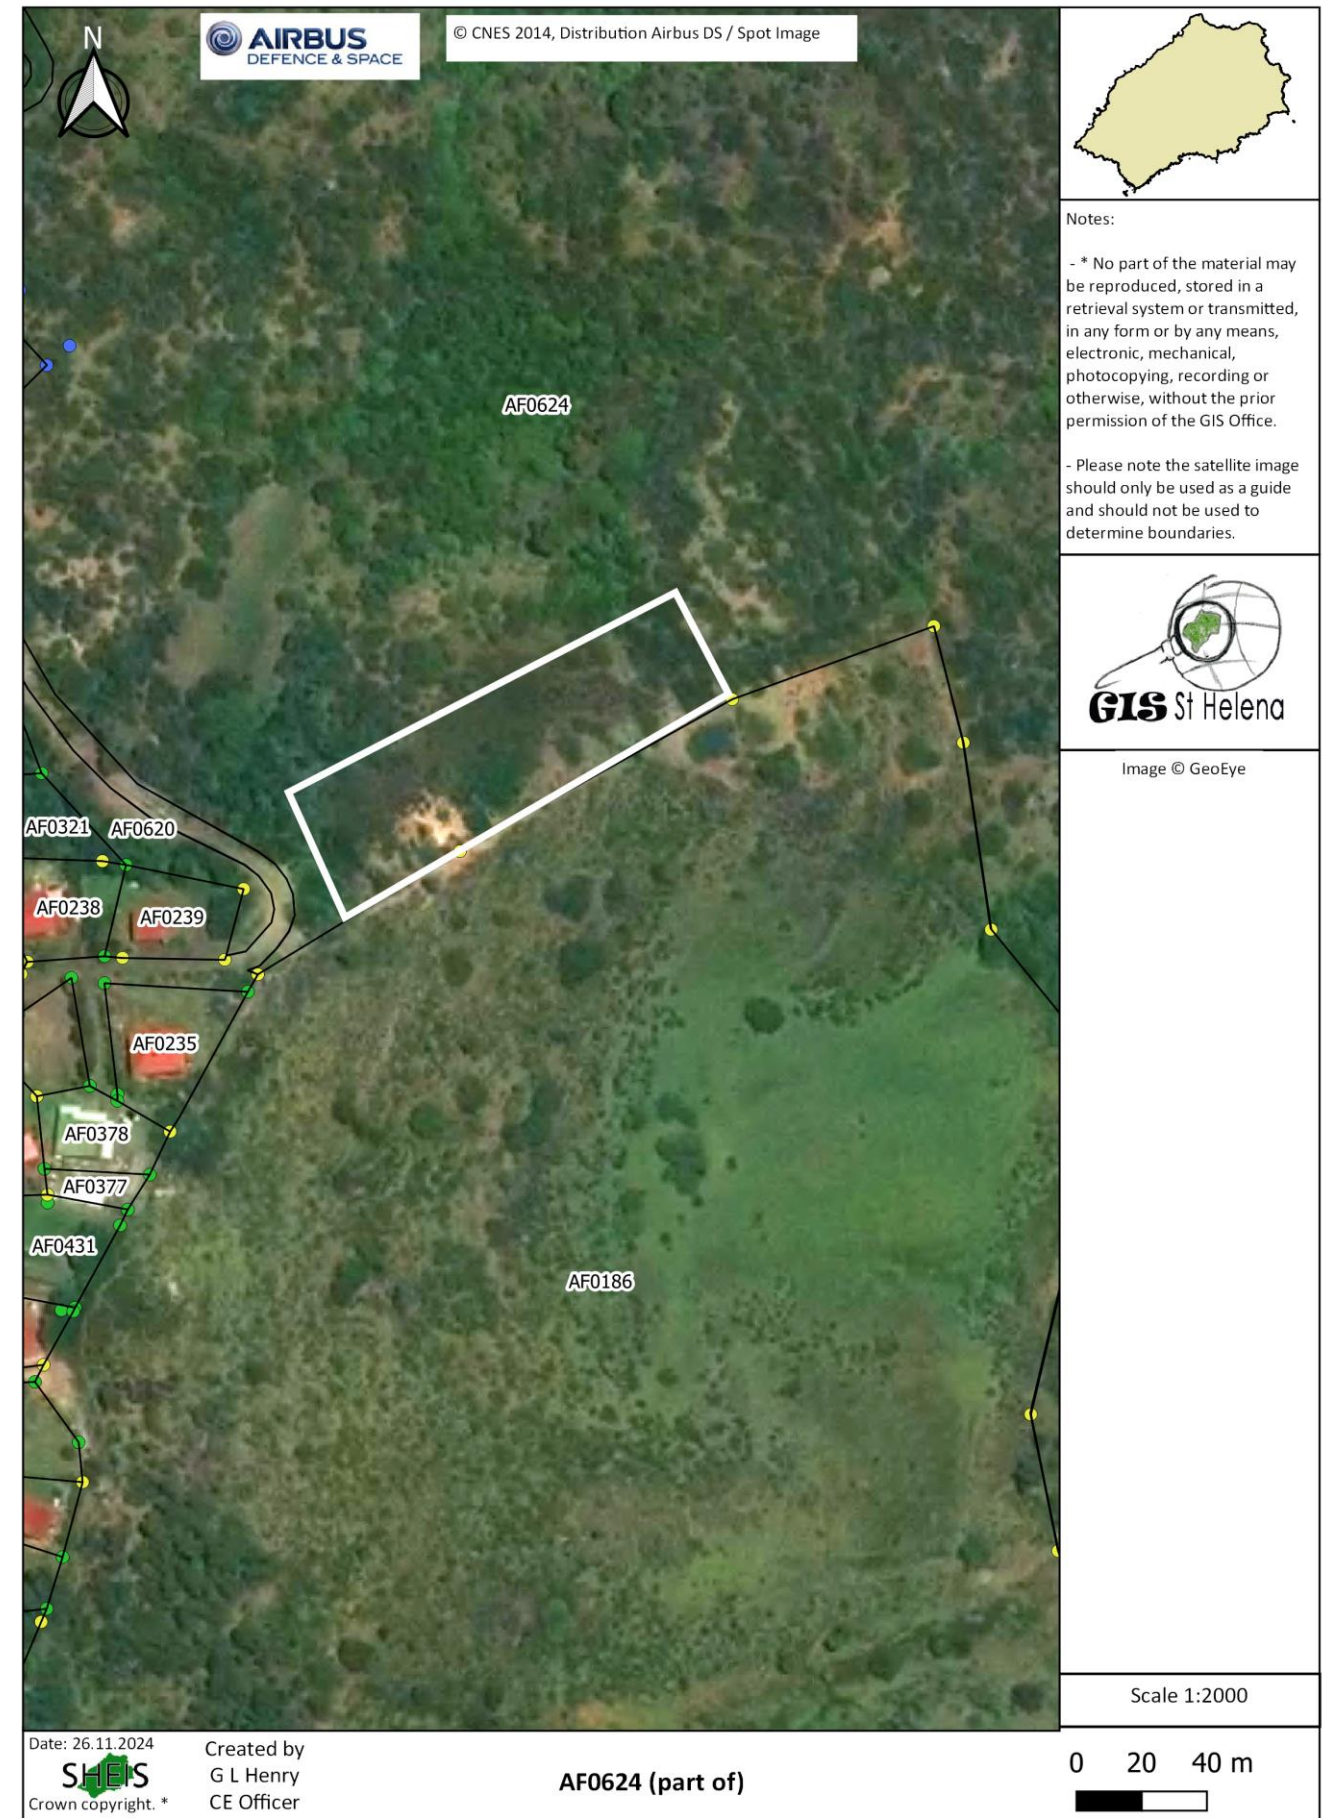 N
AIRBUS
DEFENCE & SPACE
© CNES 2014, Distribution Airbus DS / Spot Image
Notes:
- * No part of the material may
be reproduced, stored in a
retrieval system or transmitted,
in any form or by any means,
electronic, mechanical,
photocopying, recording or
otherwise, without the prior
permission of the GIS Office.
- Please note the satellite image
should only be used as a guide
and should not be used to
determine boundaries.
GIS St Helena
Image © GeoEye
AF0624
AF0321
AF0620
AF0238
AF0239
AF0235
AF0378
AF0377
AF0431
AF0186
Scale 1:2000
Date: 26.11.2024
SHEIS
Crown copyright. *
Created by
G L Henry
CE Officer
AF0624 (part of)
0 20 40 m